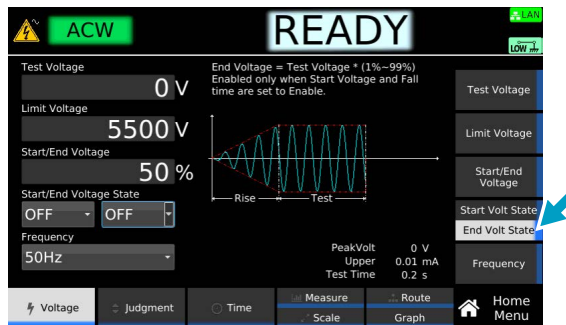 ACW
READY
LAN
LOW
Test Voltage
0 V
Limit Voltage
5500 V
Start/End Voltage
50 %
Start/End Voltage State
OFF
OFF
Frequency
50Hz
End Voltage = Test Voltage * (1%~99%)
Enabled only when Start Voltage and Fall
time are set to Enable.
Rise
Test
PeakVolt 0 V
Upper 0.01 mA
Test Time 0.2 s
Test Voltage
Limit Voltage
Start/End
Voltage
Start Volt State
End Volt State
Frequency
Voltage
Judgment
Time
Measure
Scale
Route
Graph
Home
Menu